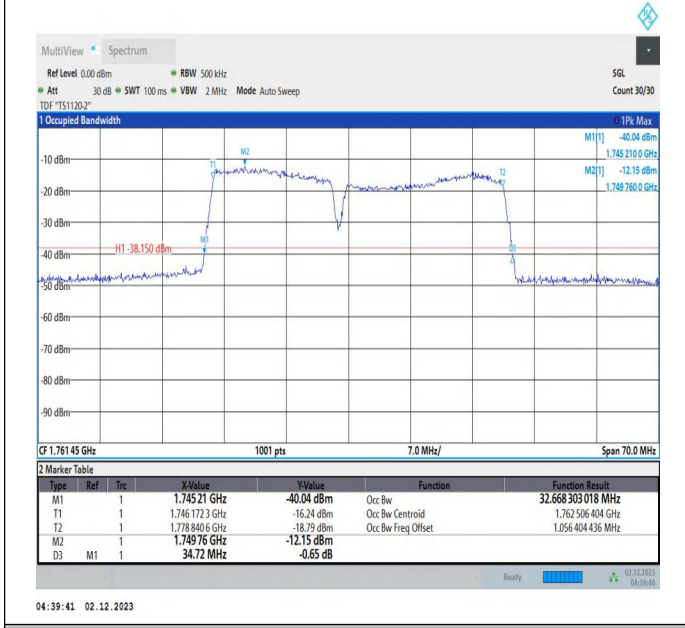 MultiView Spectrum
Ref Level 0.00 dBm RBW 500 kHz SGL
Att 30 dB SWT 100 ms VBW 2 MHz Mode Auto Sweep Count 30/30
TDF "TS1120-2"
1 Occupied Bandwidth 1Pk Max
M1[1] -40.04 dBm
1.745 210 0 GHz
M2[1] -12.15 dBm
1.749 760 0 GHz
M2
T1
T2
-10 dBm
-20 dBm
-30 dBm
M1
H1 -38.150 dBm
D3
-40 dBm
-50 dBm
-60 dBm
-70 dBm
-80 dBm
-90 dBm
CF 1.761 45 GHz 1001 pts 7.0 MHz/ Span 70.0 MHz
2 Marker Table
Type Ref Trc X-Value Y-Value Function Function Result
M1 1 1.745 21 GHz -40.04 dBm Occ Bw 32.668 303 018 MHz
T1 1 1.746 172 3 GHz -16.24 dBm Occ Bw Centroid 1.762 506 404 GHz
T2 1 1.778 840 6 GHz -18.79 dBm Occ Bw Freq Offset 1.056 404 436 MHz
M2 1 1.749 76 GHz -12.15 dBm
D3 M1 1 34.72 MHz -0.65 dB
Ready 02.12.2023
04:39:40
04:39:41 02.12.2023